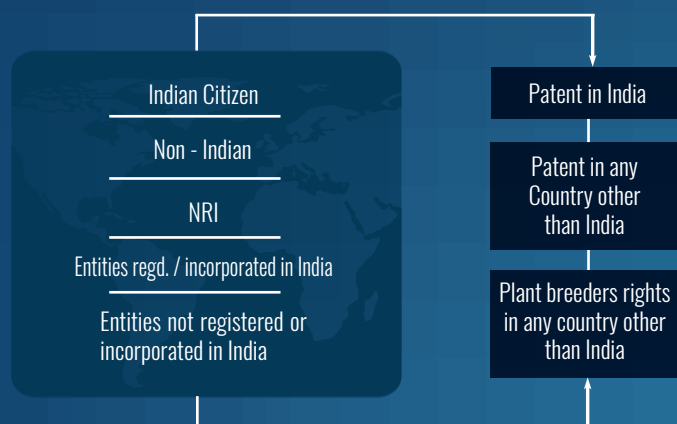 Indian Citizen
Non - Indian
NRI
Entities regd. / incorporated in India
Entities not registered or
incorporated in India
Patent in India
Patent in any
Country other
than India
Plant breeders rights
in any country other
than India